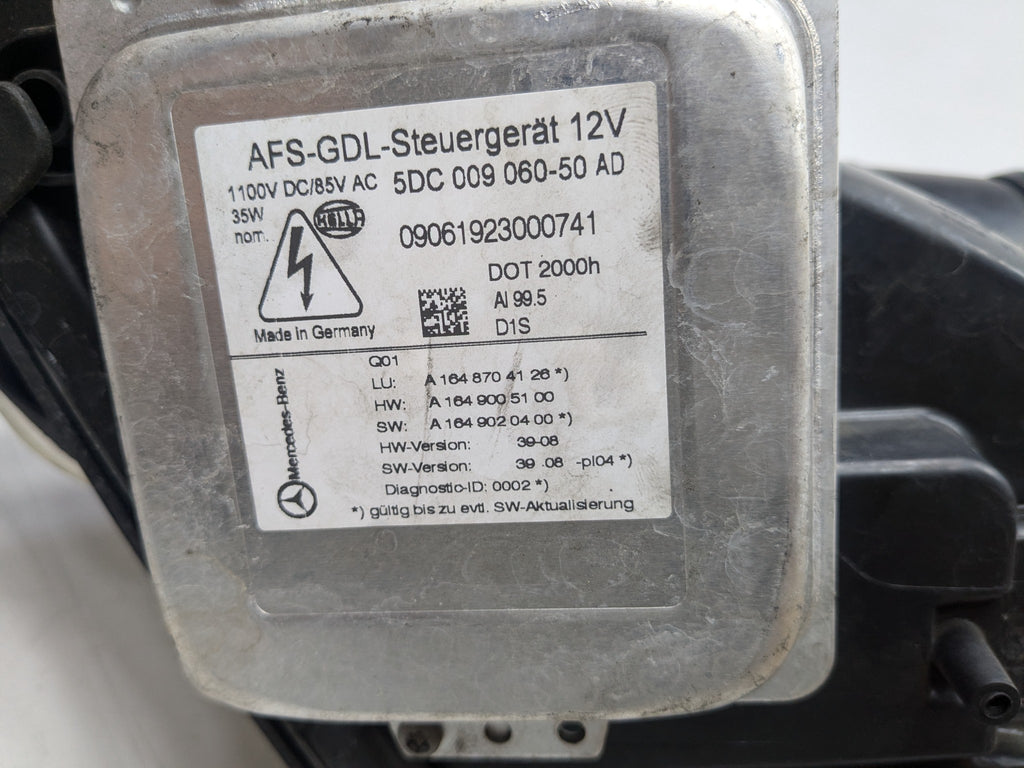 AFS-GDL-Steuergerät 12V
1100V DC/85V AC 5DC 009 060-50 AD
35W
nom.
HELLA
09061923000741
DOT 2000h
Al 99.5
D1S
Made in Germany
Q01
LU: A 164 870 41 26 *)
HW: A 164 900 51 00
SW: A 164 902 04 00 *)
HW-Version: 39-08
SW-Version: 39 .08 -pl04 *)
Diagnostic-ID: 0002 *)
*) gültig bis zu evtl. SW-Aktualisierung
Mercedes-Benz